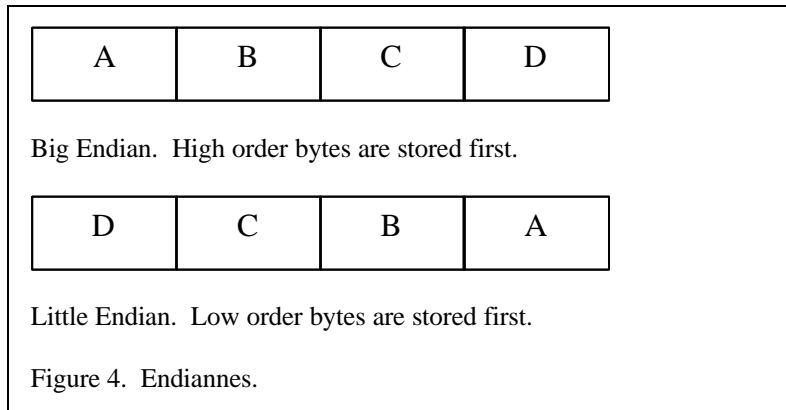 A B C D
Big Endian. High order bytes are stored first.
D C B A
Little Endian. Low order bytes are stored first.
Figure 4. Endiannes.